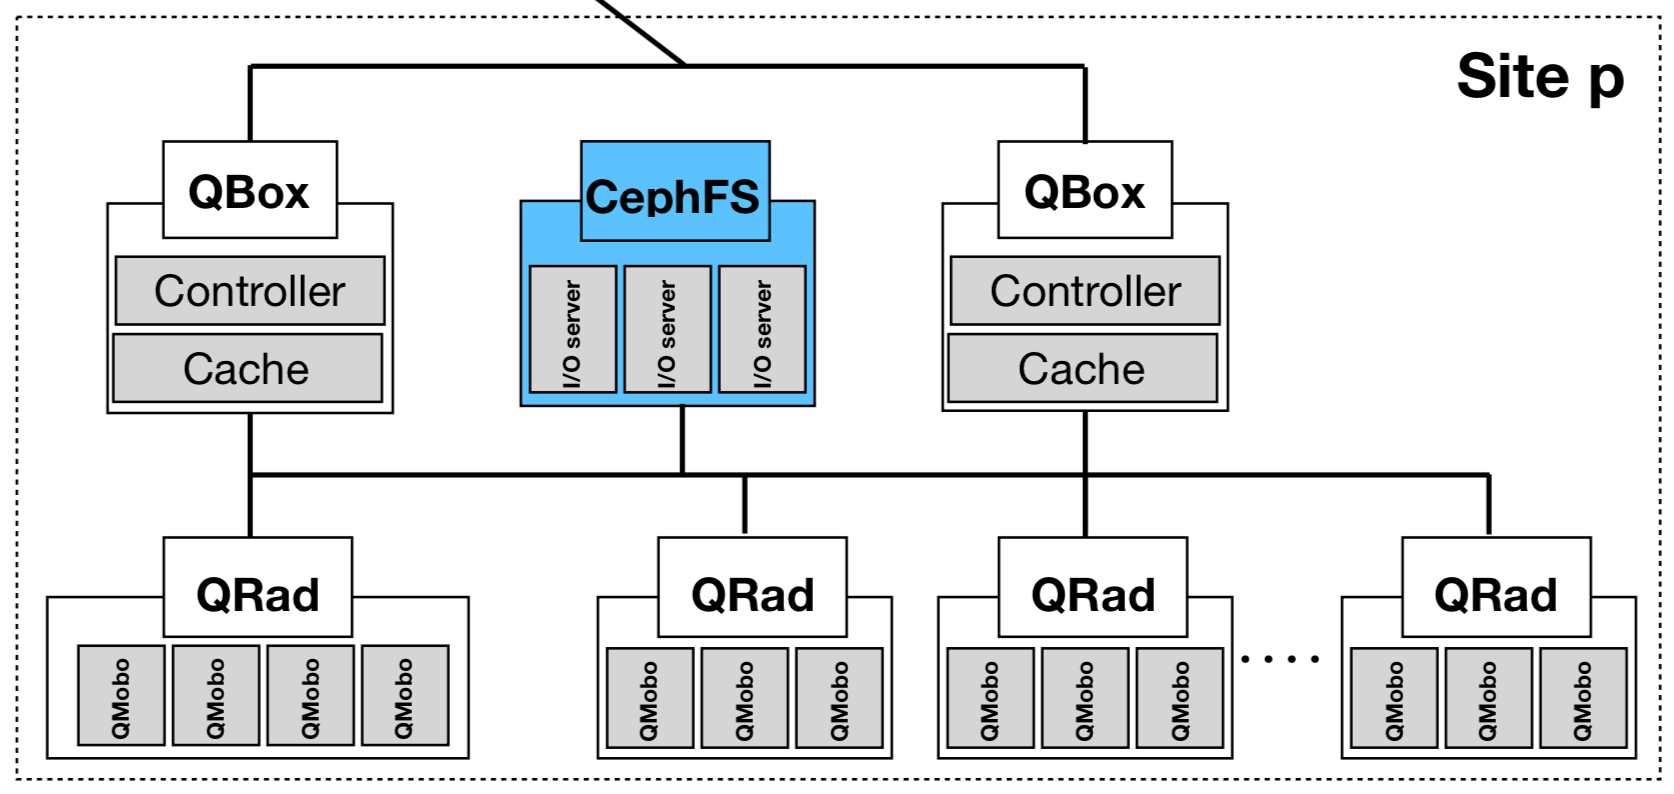 Site p
QBox
CephFS
QBox
Controller
Cache
I/O server
I/O server
I/O server
Controller
Cache
QRad
QRad
QRad
QRad
QMobo
QMobo
QMobo
QMobo
QMobo
QMobo
QMobo
QMobo
QMobo
QMobo
....
QMobo
QMobo
QMobo